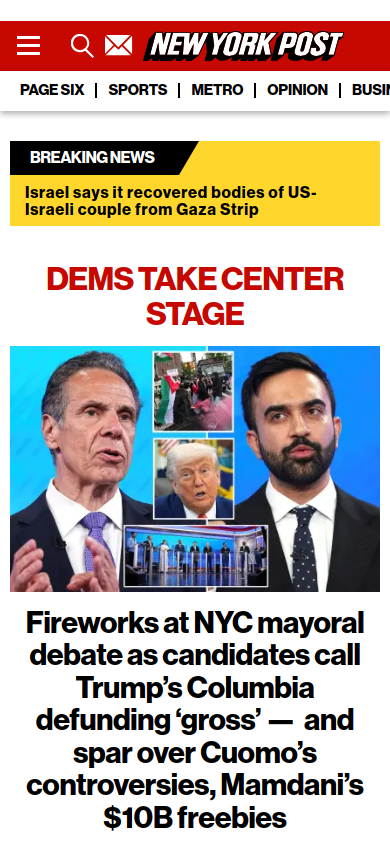 NEW YORK POST
PAGE SIX | SPORTS | METRO | OPINION | BUSIN
BREAKING NEWS
Israel says it recovered bodies of US-
Israeli couple from Gaza Strip
DEMS TAKE CENTER
STAGE
Fireworks at NYC mayoral
debate as candidates call
Trump’s Columbia
defunding ‘gross’ — and
spar over Cuomo’s
controversies, Mamdani’s
$10B freebies